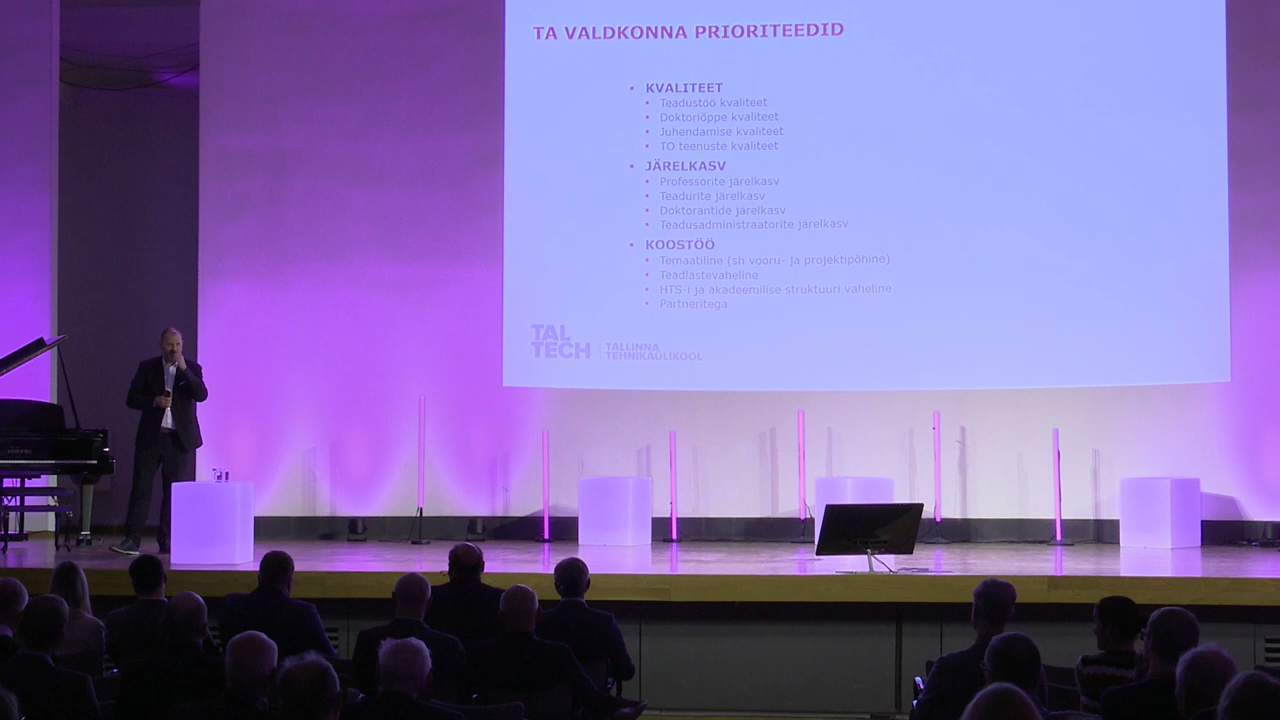 TA VALDKONNA PRIORITEEDID
• KVALITEET
• Teadustöö kvaliteet
• Doktoriõppe kvaliteet
• Juhendamise kvaliteet
• TO teenuste kvaliteet
• JÄRELKASV
• Professorite järelkasv
• Teadurite järelkasv
• Doktorantide järelkasv
• Teadusadministraatorite järelkasv
• KOOSTÖÖ
• Temaatiline (sh vooru- ja projektipõhine)
• Teadlastevaheline
• HTS-i ja akadeemilise struktuuri vaheline
• Partneritega
TAL
TECH
TALLINNA
TEHNIKAÜLIKOOL